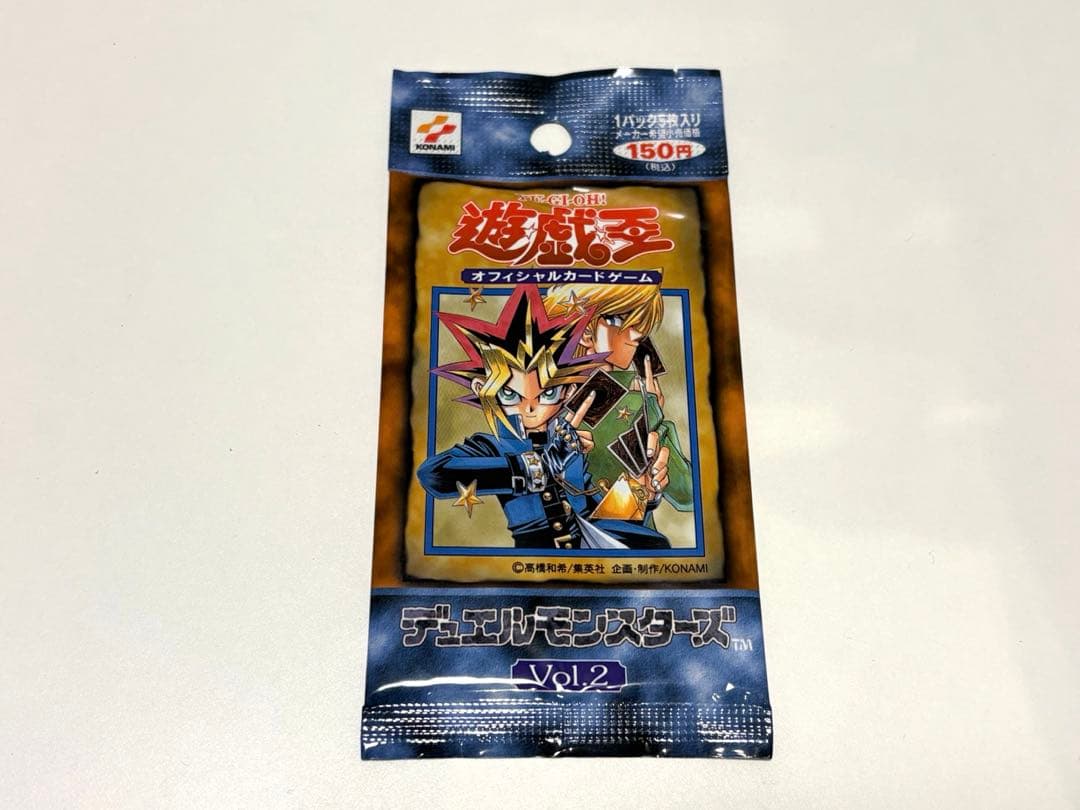 KONAMI
1パック5枚入り
メーカー希望小売価格
150円
(税込)
YU-GI-OH!
遊戯王
オフィシャルカードゲーム
©高橋和希/集英社 企画・制作/KONAMI
デュエルモンスターズ™
Vol.2